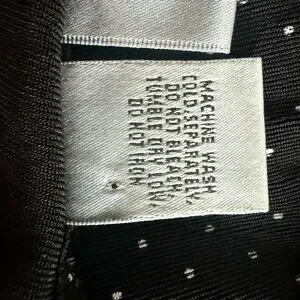 MACHINE WASH
COLD, SEPARATELY,
DO NOT BLEACH,
TUMBLE DRY LOW,
DO NOT IRON